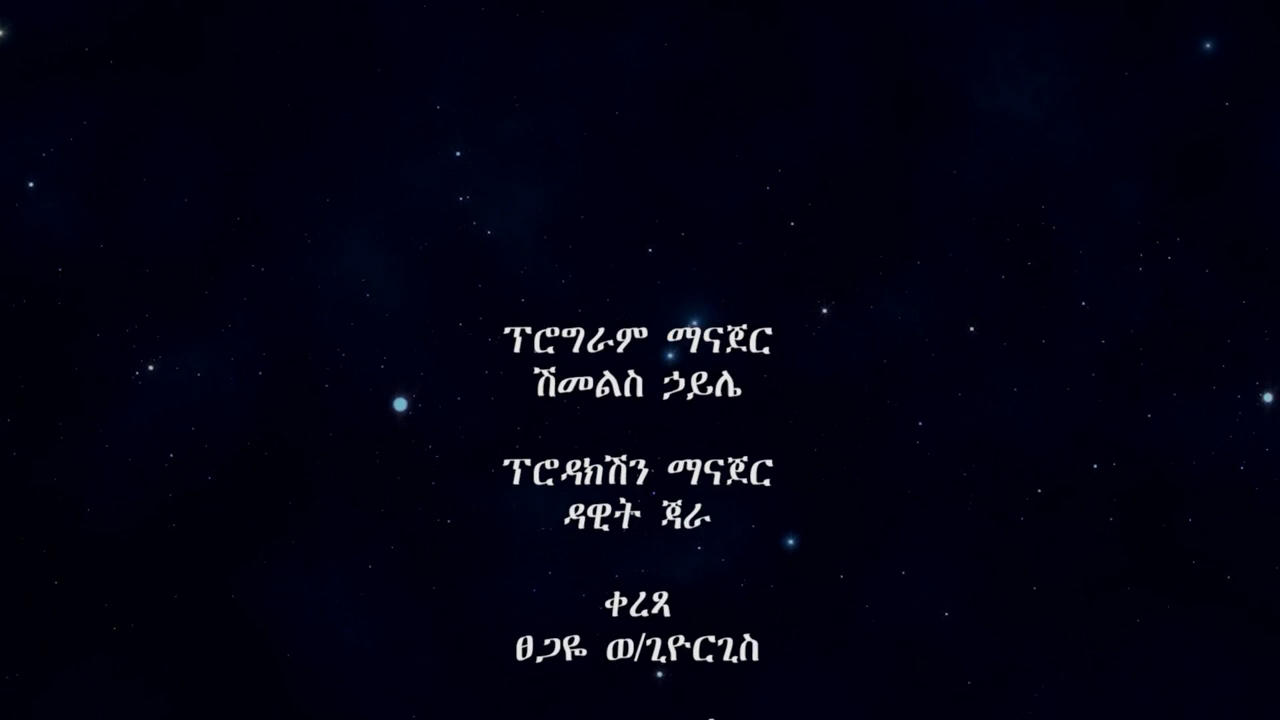 ፕሮግራም ማናጀር
ሽመልስ ኃይሌ
ፕሮዳክሽን ማናጀር
ዳዊት ጃራ
ቀረጻ
ፀጋዬ ወ/ጊዮርጊስ